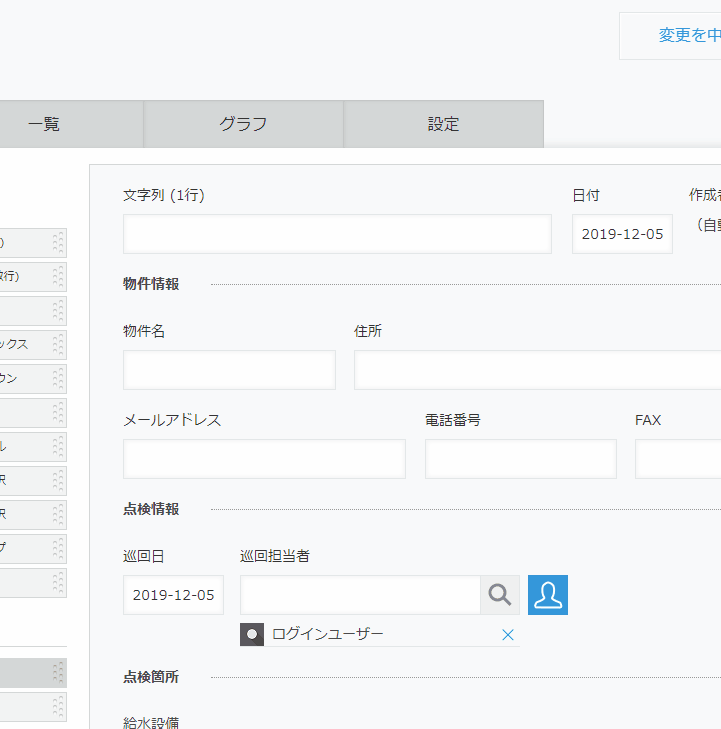 変更を中
一覧 グラフ 設定
文字列 (1行) 日付 作成者
2019-12-05 （自動
物件情報
物件名 住所
メールアドレス 電話番号 FAX
点検情報
巡回日 巡回担当者
2019-12-05
ログインユーザー
点検箇所
給水設備
)
数行)
ックス
ウン
ル
択
択
プ